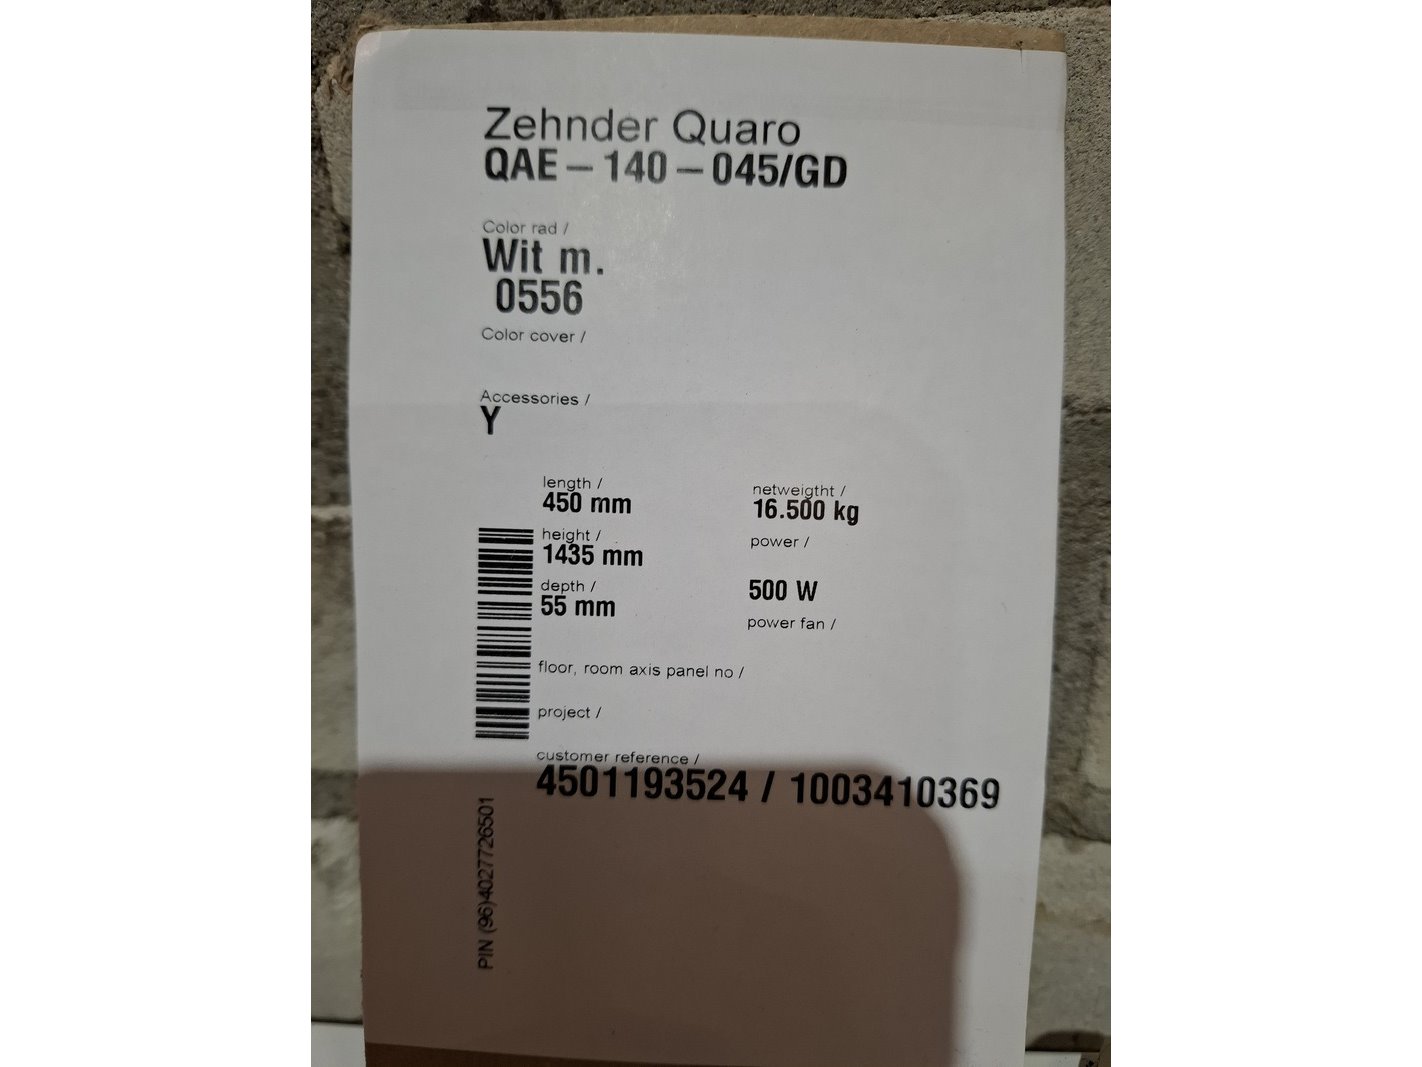 Zehnder Quaro
QAE – 140 – 045/GD
Color rad /
Wit m.
0556
Color cover /
Accessories /
Y
length /
450 mm
height /
1435 mm
depth /
55 mm
netweigtht /
16.500 kg
power /
500 W
power fan /
floor, room axis panel no /
project /
customer reference /
4501193524 / 1003410369
PIN (96)4027726501